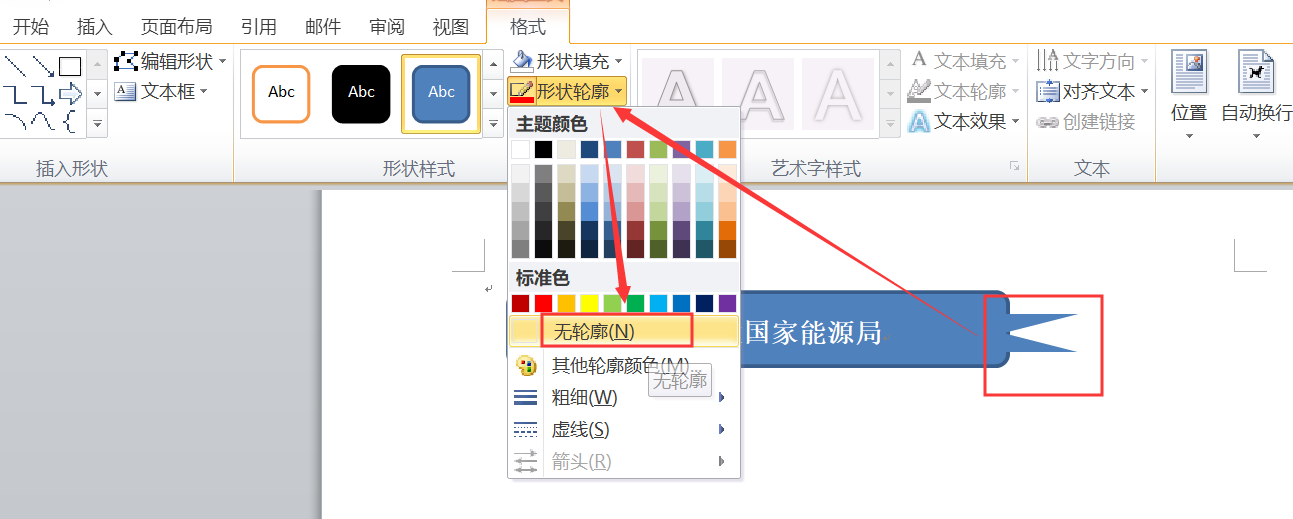 开始 插入 页面布局 引用 邮件 审阅 视图 格式
编辑形状
文本框
插入形状
Abc Abc Abc
形状样式
形状填充
形状轮廓
A A A
艺术字样式
A 文本填充
文本轮廓
A 文本效果
文字方向
对齐文本
创建链接
文本
位置
自动换行
主题颜色
标准色
无轮廓(N)
其他轮廓颜色(M)...
无轮廓
粗细(W)
虚线(S)
箭头(R)
国家能源局